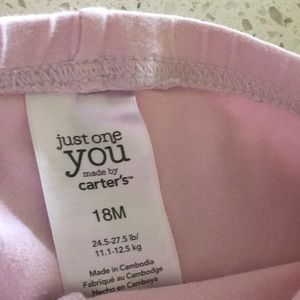 just one
you
made by
carter's™
18M
24.5-27.5 lb/
11.1-12.5 kg
Made in Cambodia
Fabriqué au Cambodge
Hecho en Camboya